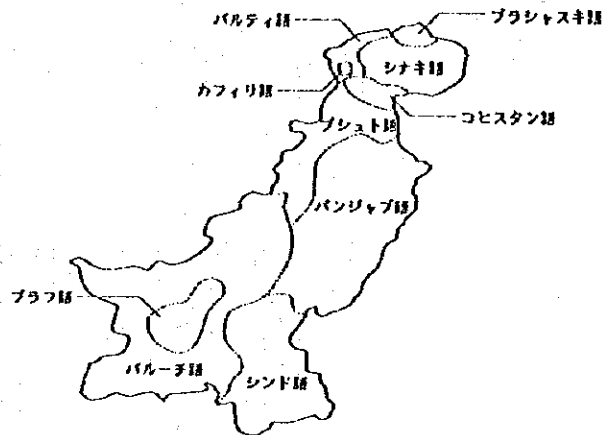 バルティ語
ブラシャスキ語
シナキ語
カフィリ語
コヒスタン語
プシュト語
パンジャブ語
ブラフ語
バルーチ語
シンド語